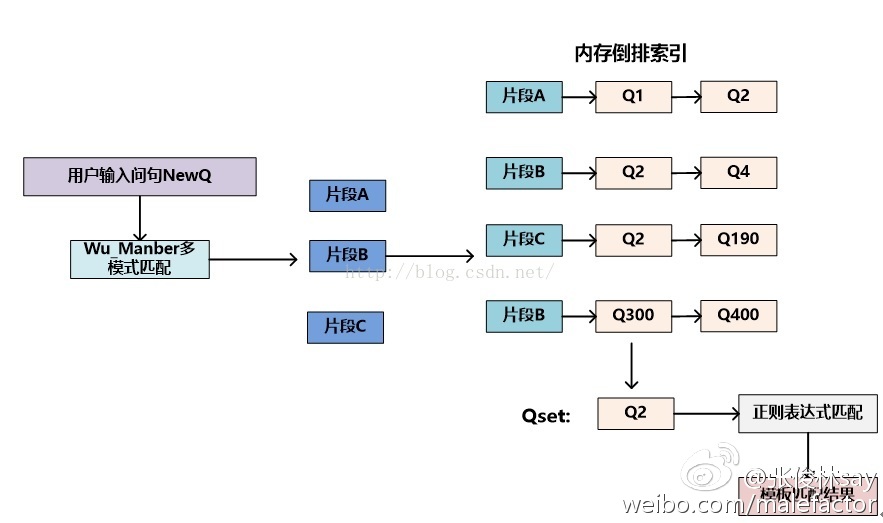 内存倒排索引
片段A Q1 Q2
用户输入问句NewQ
片段A
片段B Q2 Q4
Wu_Manber多
模式匹配
片段B
片段C Q2 Q190
http://blog.csdn.net/
片段C
片段B Q300 Q400
Qset: Q2 正则表达式匹配
@张俊林say
模板匹配结果
weibo.com/malefactor